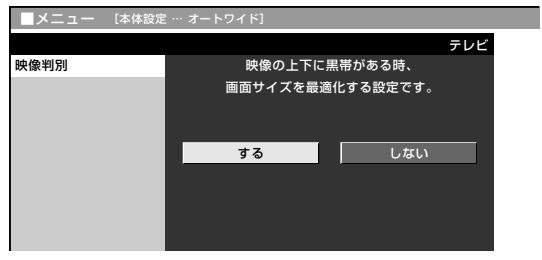 ■メニュー [本体設定 … オートワイド]
テレビ
映像判別
映像の上下に黒帯がある時、
画面サイズを最適化する設定です。
する しない